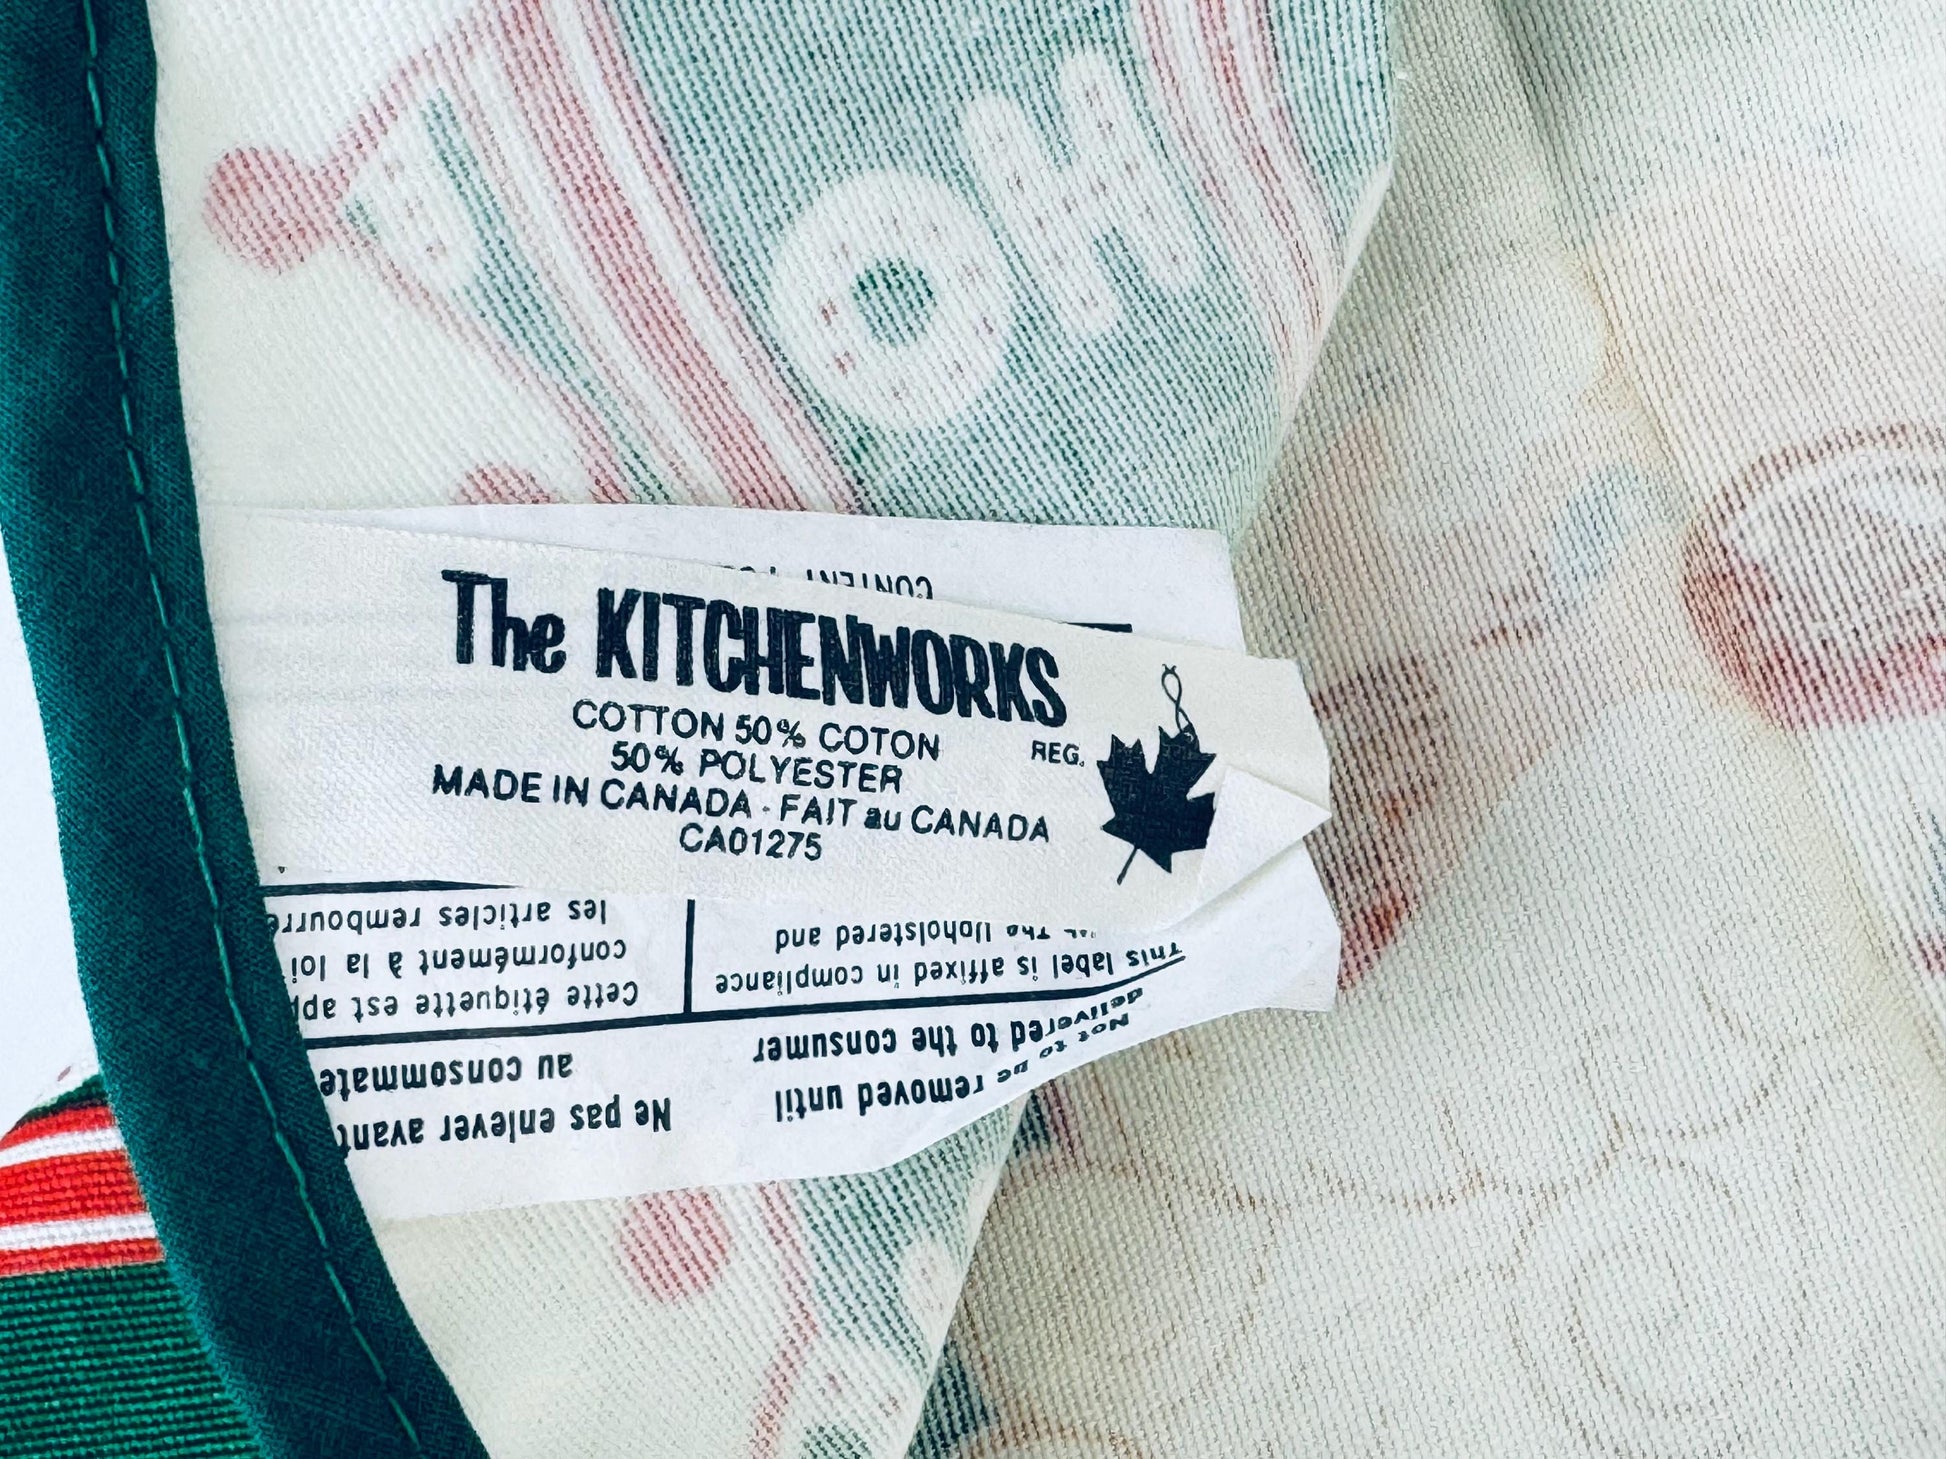 HO
CONTENT
The KITCHENWORKS
REG.
COTTON 50% COTON
50% POLYESTER
MADE IN CANADA - FAIT au CANADA
CA01275
Ne pas enlever avant
au consommate
Not to be removed until
delivered to the consumer
Cette étiquette est
conformément à la loi
les articles
This label is affixed in compliance
The Upholstered and